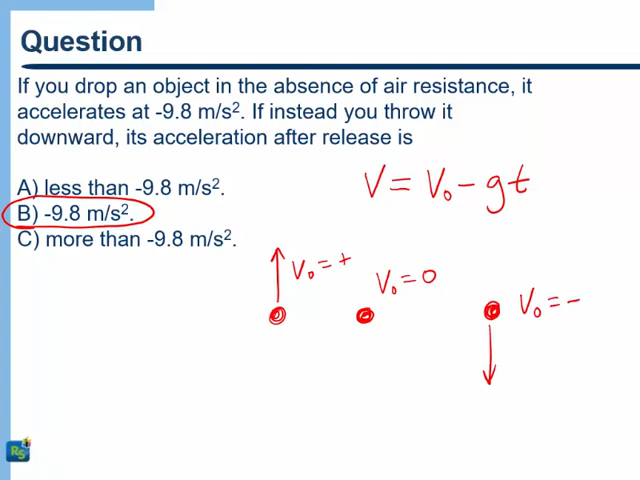 Question
If you drop an object in the absence of air resistance, it
accelerates at -9.8 m/s². If instead you throw it
downward, its acceleration after release is
A) less than -9.8 m/s².
B) -9.8 m/s².
C) more than -9.8 m/s².
V = V₀ - gt
V₀ = +
V₀ = 0
V₀ = -
RS